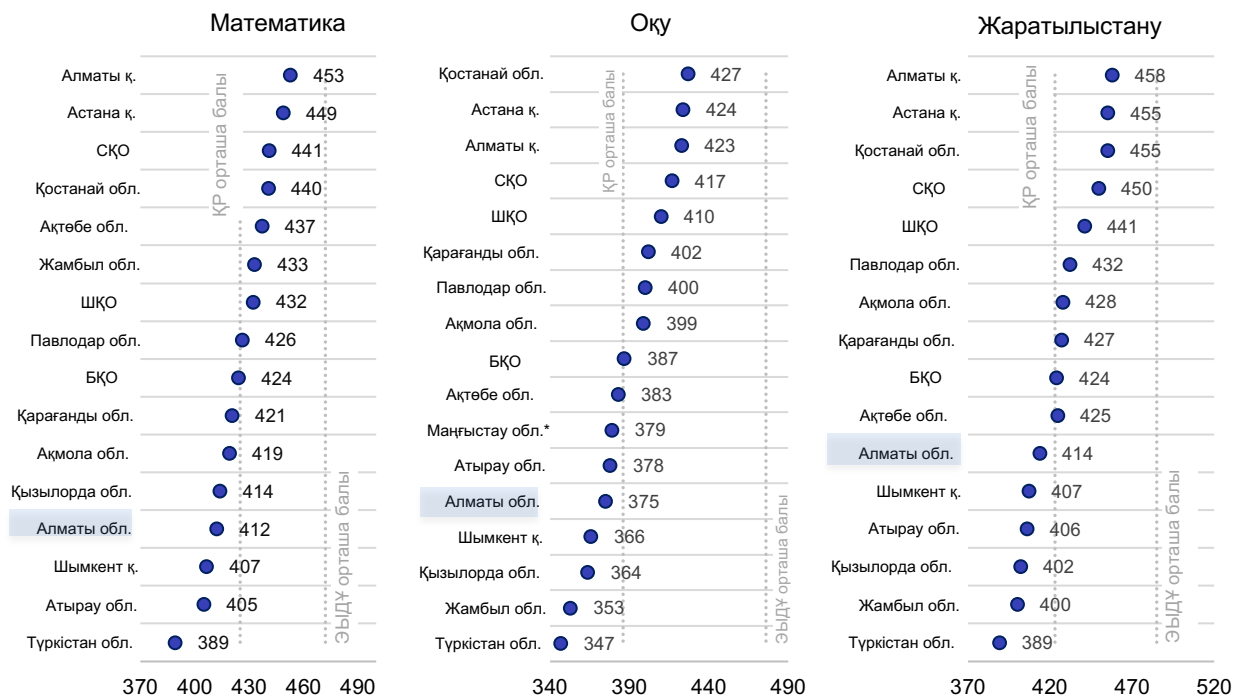 Математика
Алматы қ. 453
Астана қ. 449
СҚО 441
Қостанай обл. 440
Ақтөбе обл. 437
Жамбыл обл. 433
ШҚО 432
Павлодар обл. 426
БҚО 424
Қарағанды обл. 421
Ақмола обл. 419
Қызылорда обл. 414
Алматы обл. 412
Шымкент қ. 407
Атырау обл. 405
Түркістан обл. 389
ҚР орташа балы
ЭЫДҰ орташа балы
370 400 430 460 490
Оқу
Қостанай обл. 427
Астана қ. 424
Алматы қ. 423
СҚО 417
ШҚО 410
Қарағанды обл. 402
Павлодар обл. 400
Ақмола обл. 399
БҚО 387
Ақтөбе обл. 383
Маңғыстау обл.* 379
Атырау обл. 378
Алматы обл. 375
Шымкент қ. 366
Қызылорда обл. 364
Жамбыл обл. 353
Түркістан обл. 347
ҚР орташа балы
ЭЫДҰ орташа балы
340 390 440 490
Жаратылыстану
Алматы қ. 458
Астана қ. 455
Қостанай обл. 455
СҚО 450
ШҚО 441
Павлодар обл. 432
Ақмола обл. 428
Қарағанды обл. 427
БҚО 424
Ақтөбе обл. 425
Алматы обл. 414
Шымкент қ. 407
Атырау обл. 406
Қызылорда обл. 402
Жамбыл обл. 400
Түркістан обл. 389
ҚР орташа балы
ЭЫДҰ орташа балы
370 420 470 520